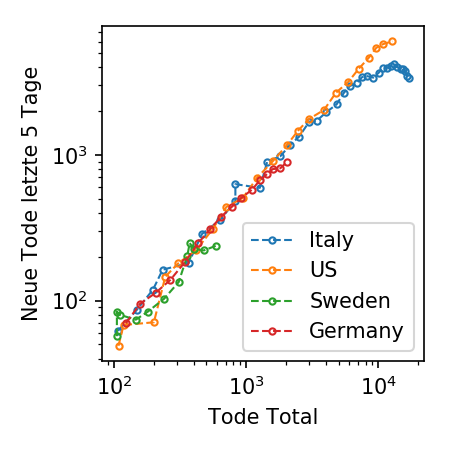 Neue Tode letzte 5 Tage
10³
10²
Italy
US
Sweden
Germany
10² 10³ 10⁴
Tode Total